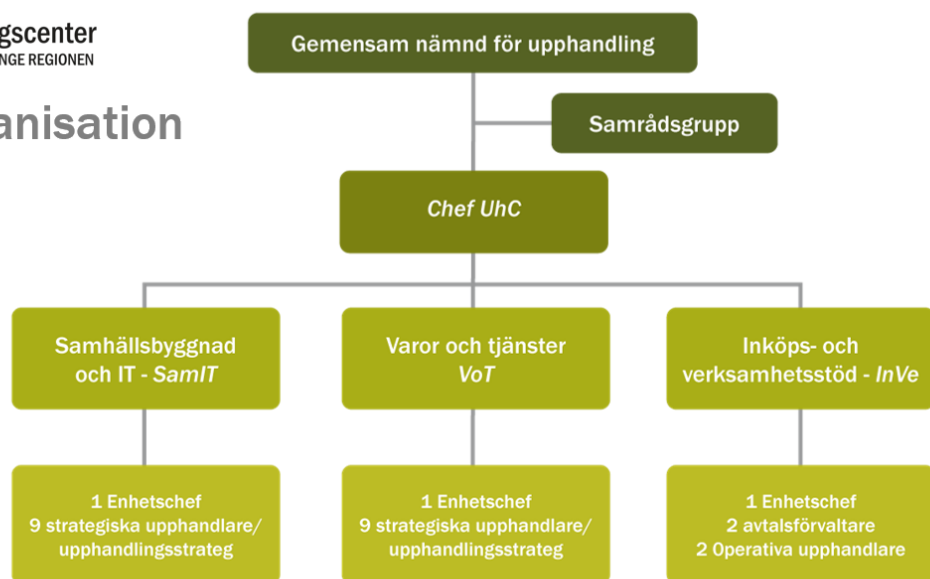 gscenter
NGE REGIONEN
anisation
Gemensam nämnd för upphandling
Samrådsgrupp
Chef UhC
Samhällsbyggnad
och IT - SamIT
Varor och tjänster
VoT
Inköps- och
verksamhetsstöd - InVe
1 Enhetschef
9 strategiska upphandlare/
upphandlingsstrateg
1 Enhetschef
9 strategiska upphandlare/
upphandlingsstrateg
1 Enhetschef
2 avtalsförvaltare
2 Operativa upphandlare